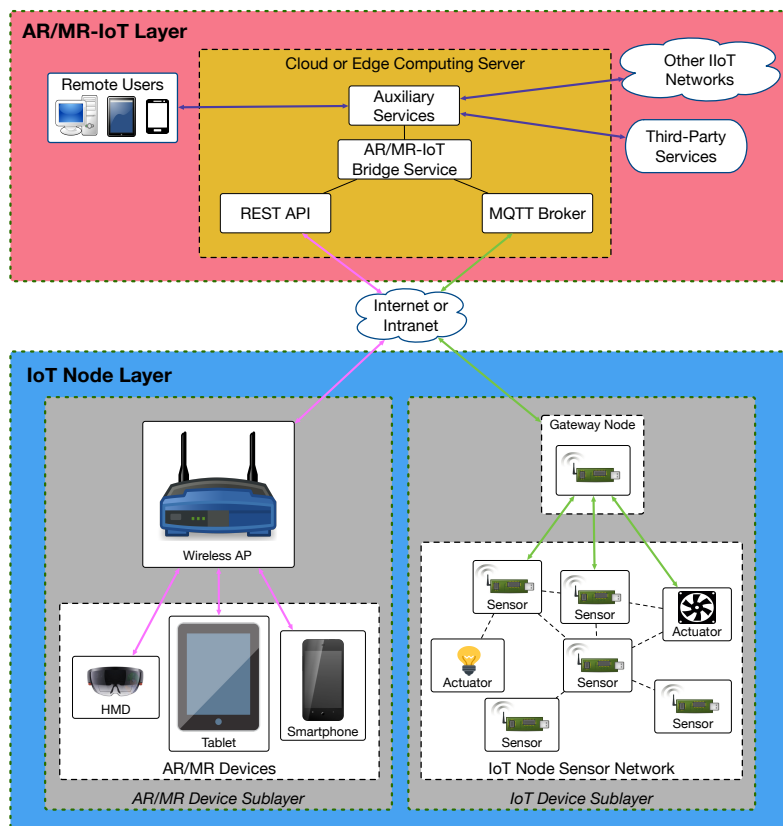 AR/MR-IoT Layer
Cloud or Edge Computing Server
Remote Users
Auxiliary
Services
Other IIoT
Networks
Third-Party
Services
AR/MR-IoT
Bridge Service
REST API
MQTT Broker
Internet or
Intranet
IoT Node Layer
Wireless AP
HMD
Tablet
Smartphone
AR/MR Devices
AR/MR Device Sublayer
Gateway Node
Sensor
Sensor
Actuator
Actuator
Sensor
Sensor
Sensor
IoT Node Sensor Network
IoT Device Sublayer